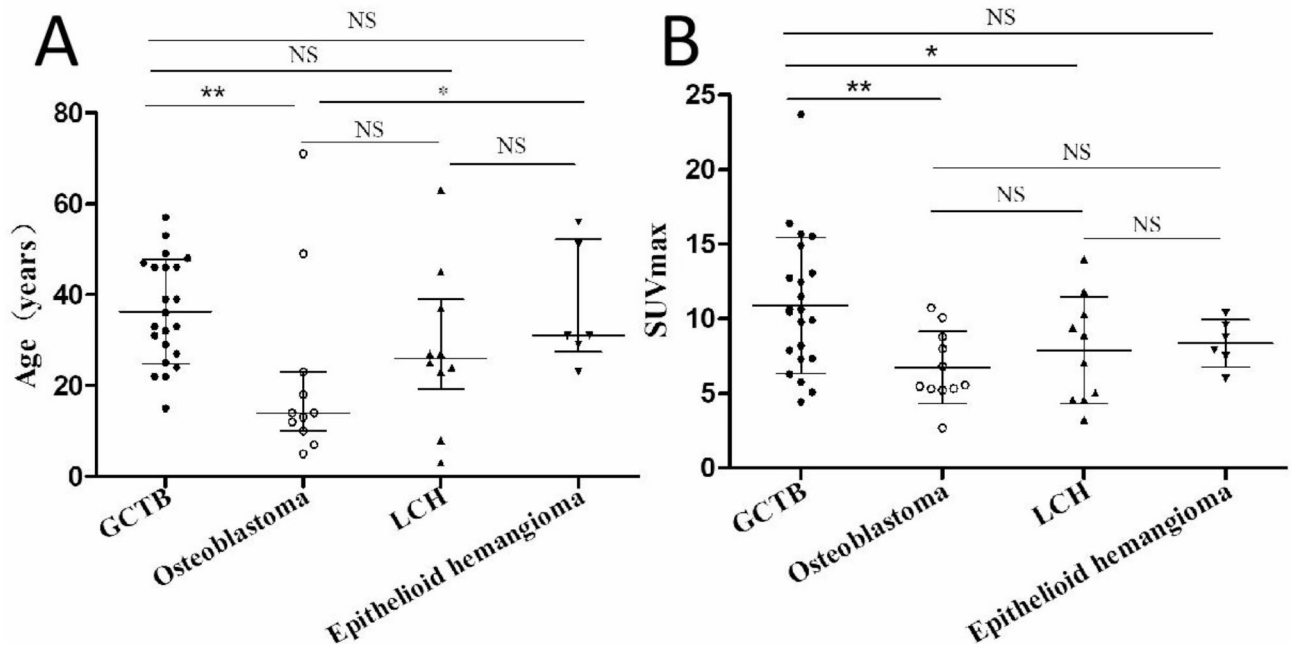 A
NS
NS
**
*
NS
NS
80
60
40
20
0
Age (years)
GCTB
Osteoblastoma
LCH
Epithelioid hemangioma
B
NS
*
**
NS
NS
NS
25
20
15
10
5
0
SUVmax
GCTB
Osteoblastoma
LCH
Epithelioid hemangioma